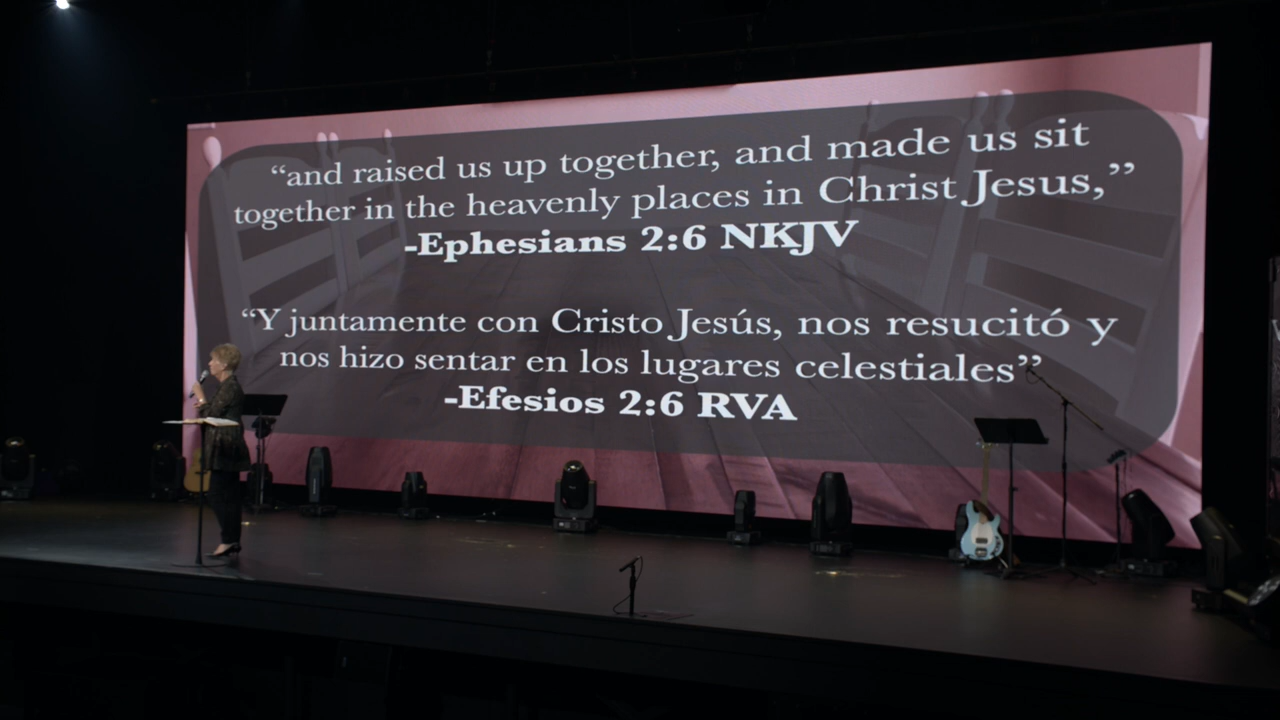 “and raised us up together, and made us sit
together in the heavenly places in Christ Jesus,”
-Ephesians 2:6 NKJV
“Y juntamente con Cristo Jesús, nos resucitó y
nos hizo sentar en los lugares celestiales”
-Efesios 2:6 RVA